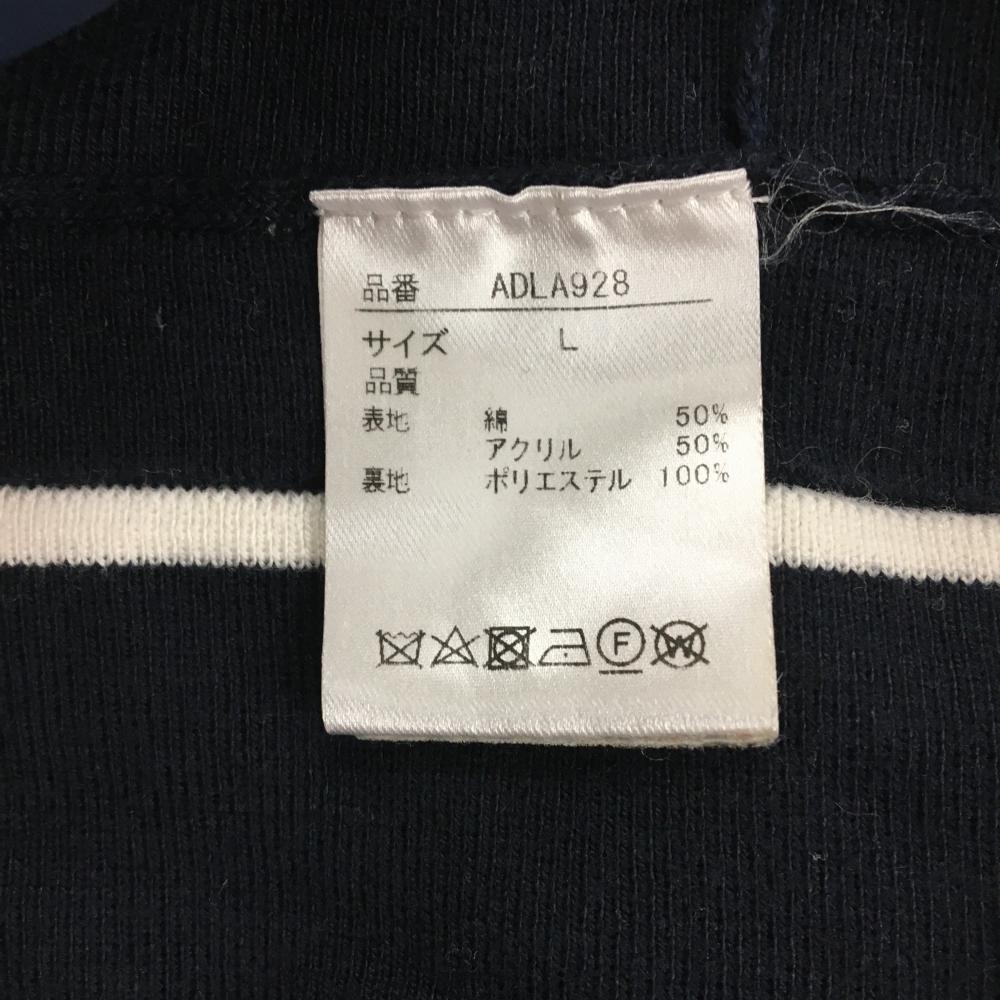 品番 ADLA928
サイズ L
品質
表地 綿 50%
アクリル 50%
裏地 ポリエステル 100%
F W